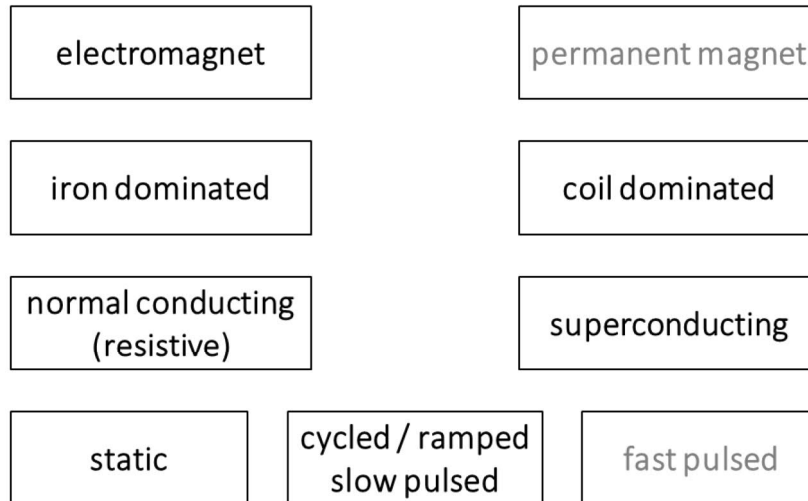 electromagnet
permanent magnet
iron dominated
coil dominated
normal conducting
(resistive)
superconducting
static
cycled / ramped
slow pulsed
fast pulsed